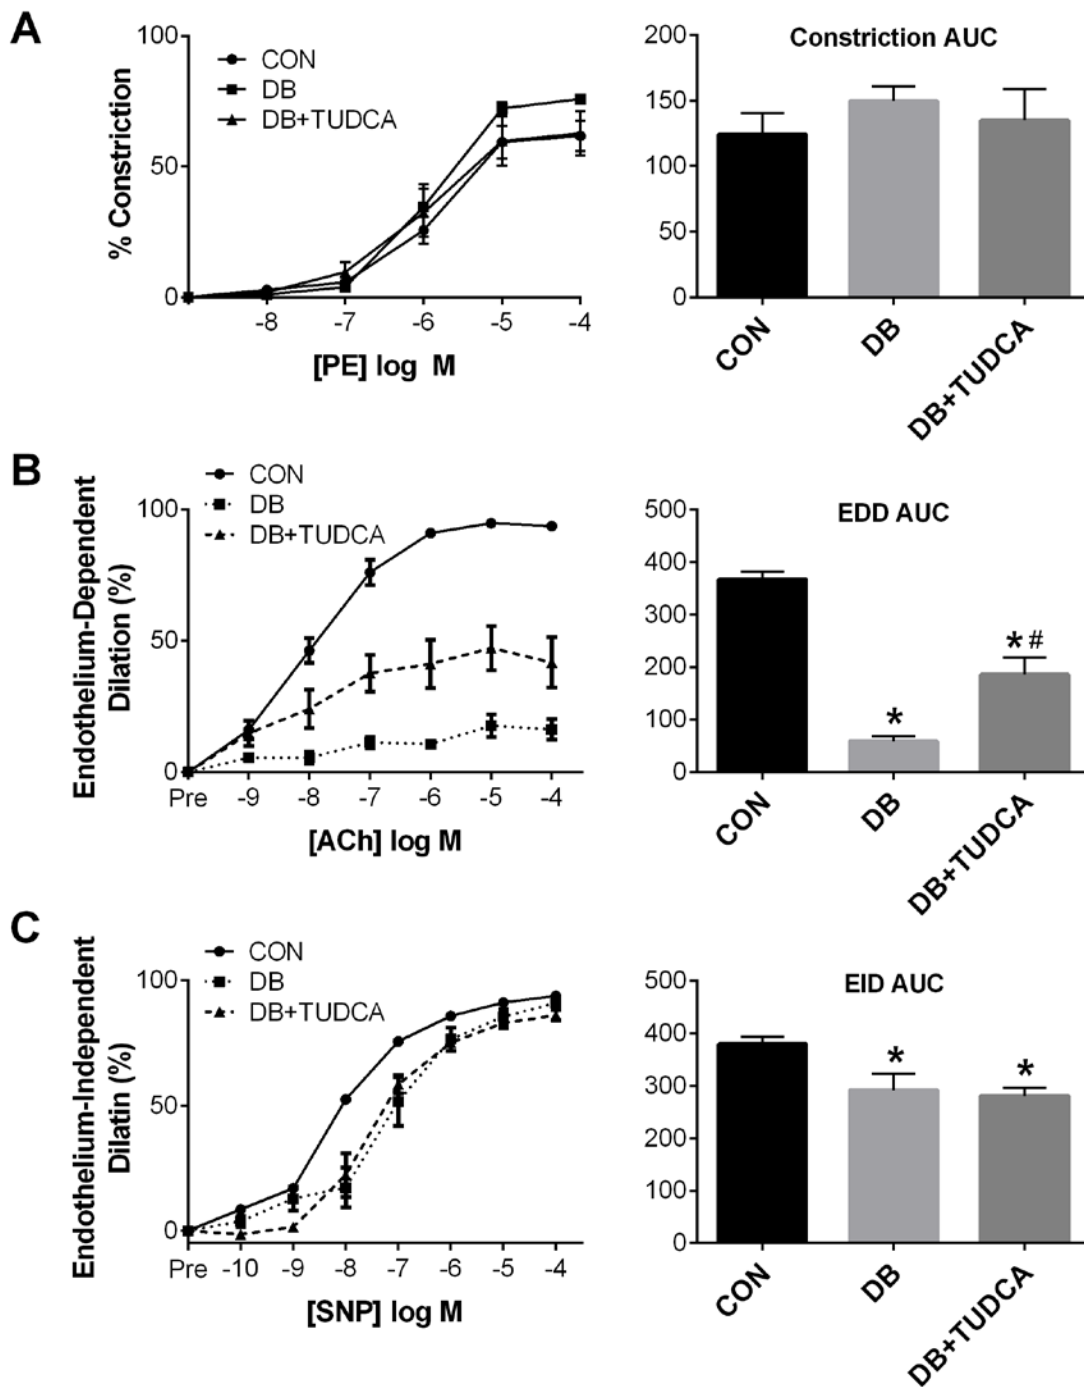 A
% Constriction
100
50
0
CON
DB
DB+TUDCA
-8 -7 -6 -5 -4
[PE] log M
Constriction AUC
200
150
100
50
0
CON
DB
DB+TUDCA
B
Endothelium-Dependent
Dilation (%)
CON
DB
DB+TUDCA
100
50
0
Pre -9 -8 -7 -6 -5 -4
[ACh] log M
EDD AUC
500
400
300
200
100
0
*
* #
CON
DB
DB+TUDCA
C
Endothelium-Independent
Dilatin (%)
CON
DB
DB+TUDCA
100
50
0
Pre -10 -9 -8 -7 -6 -5 -4
[SNP] log M
EID AUC
500
400
300
200
100
0
*
*
CON
DB
DB+TUDCA